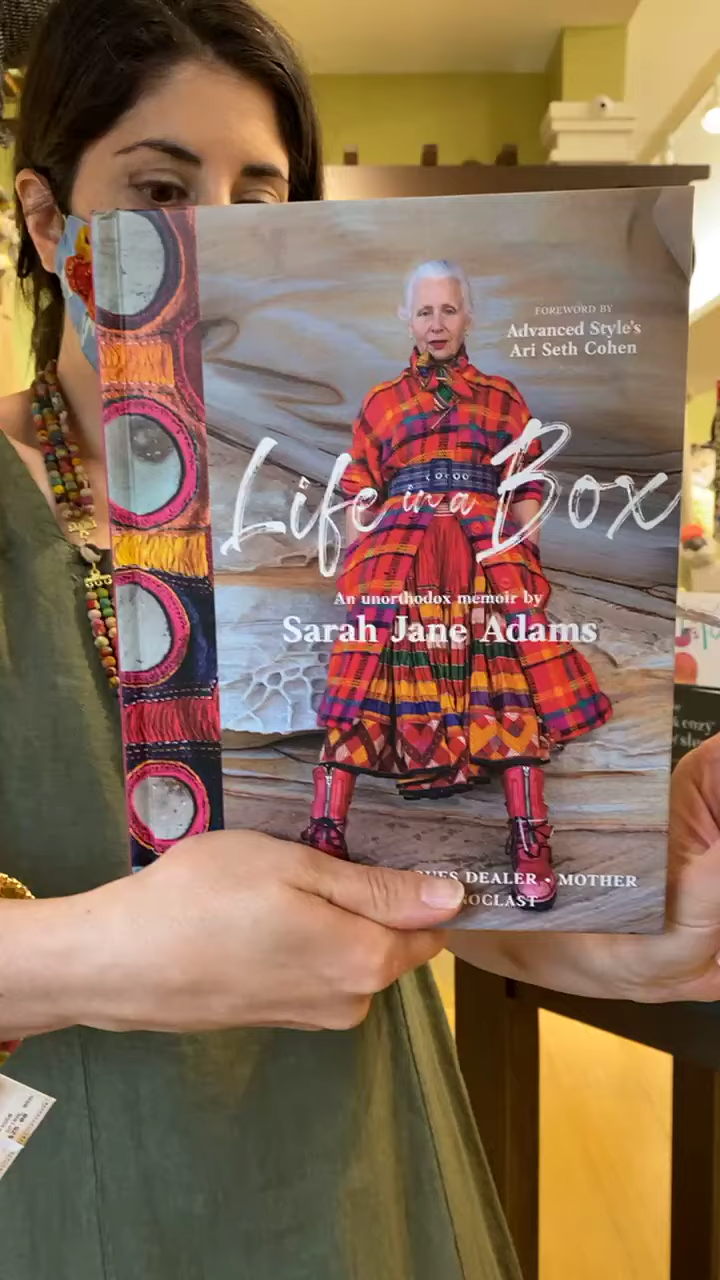 FOREWORD BY
Advanced Style's
Ari Seth Cohen
Life in a Box
An unorthodox memoir by
Sarah Jane Adams
DEALER • MOTHER